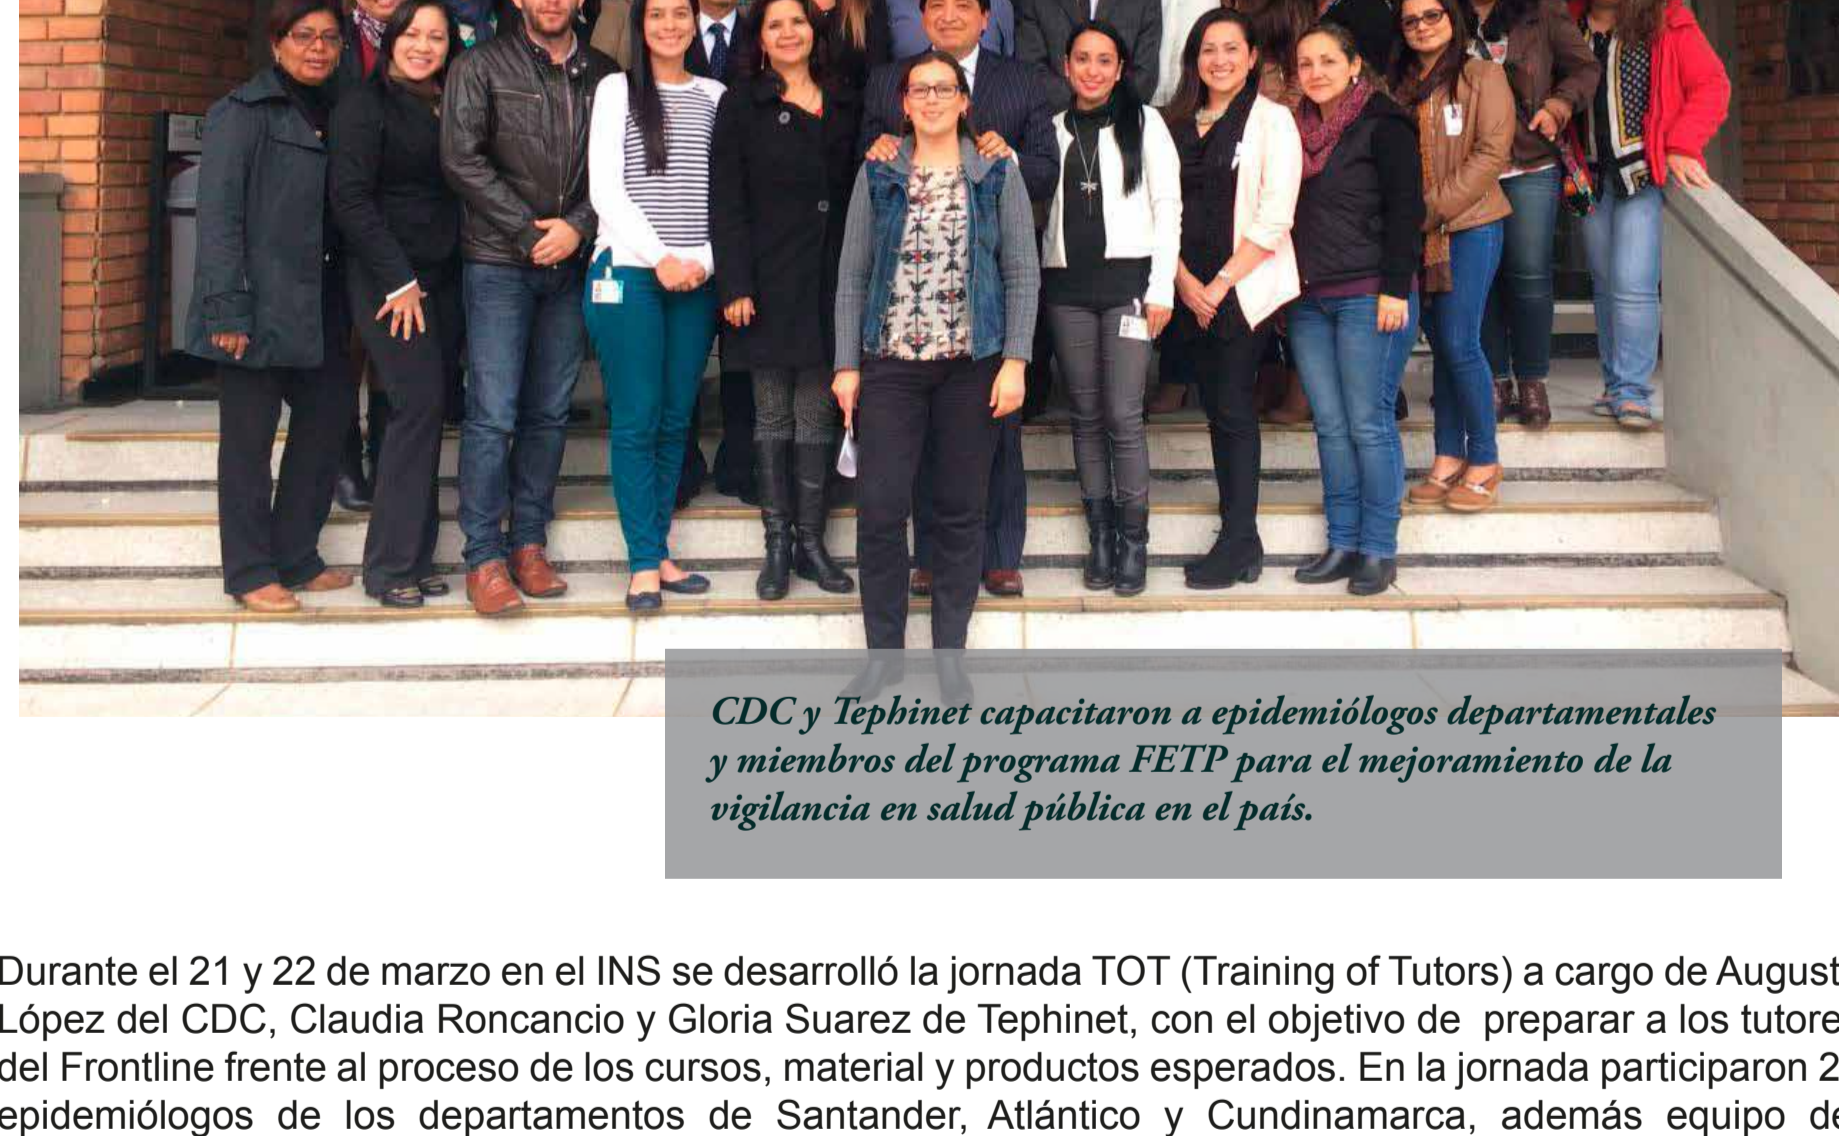 CDC y Tephinet capacitaron a epidemiólogos departamentales
y miembros del programa FETP para el mejoramiento de la
vigilancia en salud pública en el país.
Durante el 21 y 22 de marzo en el INS se desarrolló la jornada TOT (Training of Tutors) a cargo de August
López del CDC, Claudia Roncancio y Gloria Suarez de Tephinet, con el objetivo de preparar a los tutore
del Frontline frente al proceso de los cursos, material y productos esperados. En la jornada participaron 2
epidemiólogos de los departamentos de Santander, Atlántico y Cundinamarca, además equipo de